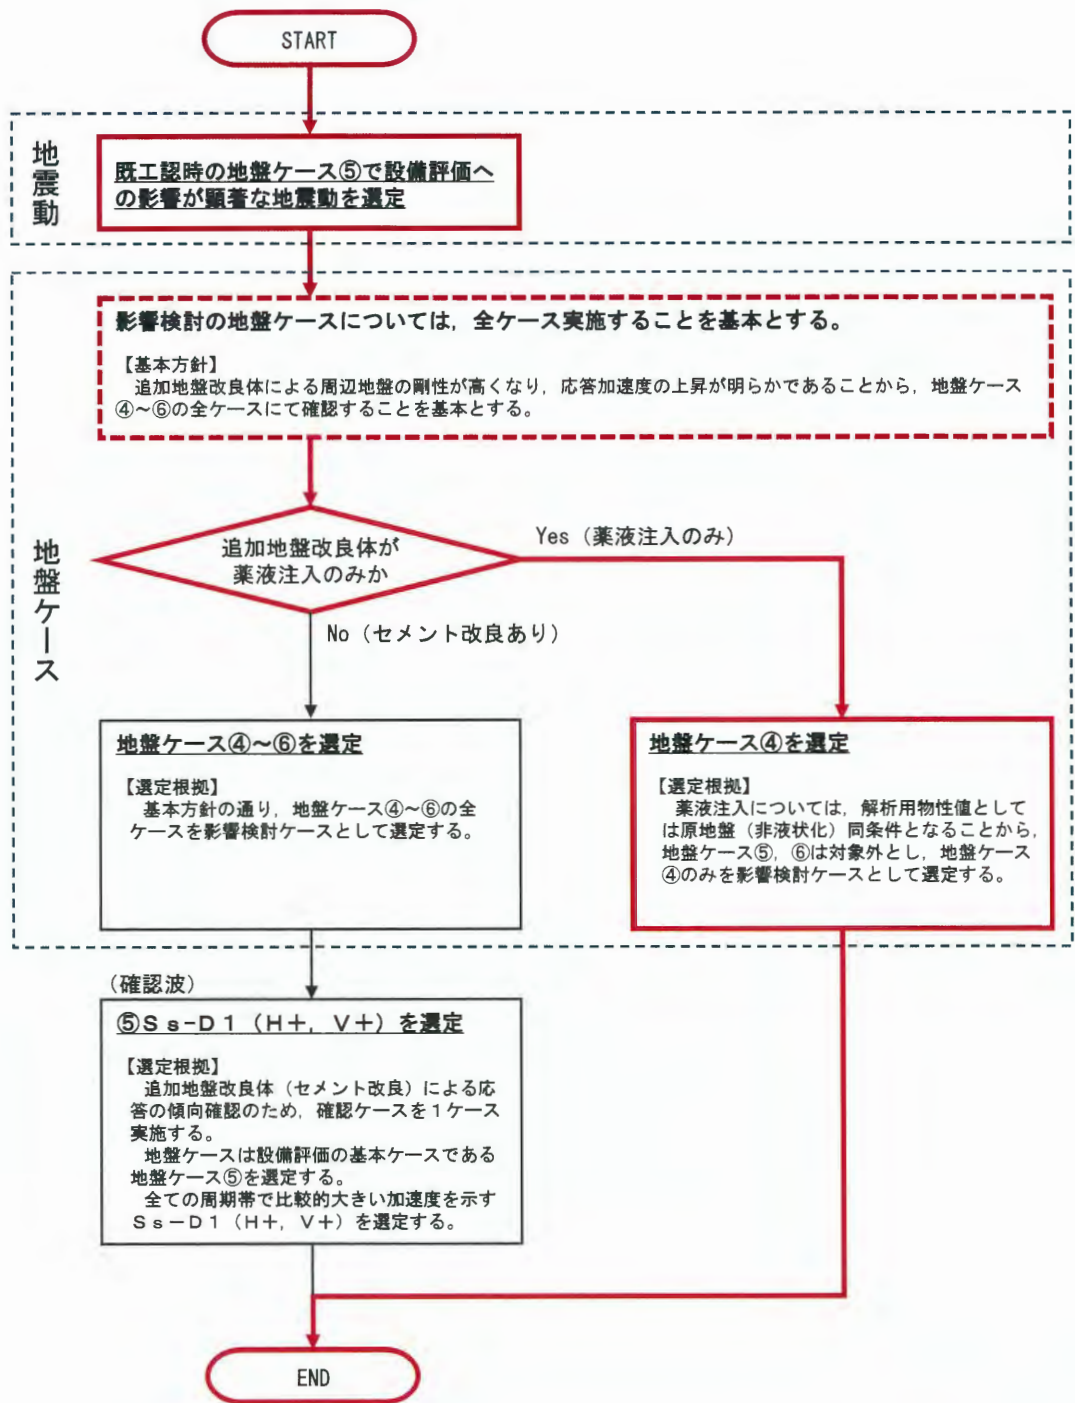 START
地震動
既工認時の地盤ケース⑤で設備評価へ
の影響が顕著な地震動を選定
影響検討の地盤ケースについては，全ケース実施することを基本とする。
【基本方針】
追加地盤改良体による周辺地盤の剛性が高くなり，応答加速度の上昇が明らかであることから，地盤ケース
④～⑥の全ケースにて確認することを基本とする。
地盤ケース
追加地盤改良体が
薬液注入のみか
Yes（薬液注入のみ）
No（セメント改良あり）
地盤ケース④～⑥を選定
【選定根拠】
基本方針の通り，地盤ケース④～⑥の全
ケースを影響検討ケースとして選定する。
地盤ケース④を選定
【選定根拠】
薬液注入については，解析用物性値として
は原地盤（非液状化）同条件となることから，
地盤ケース⑤，⑥は対象外とし，地盤ケース
④のみを影響検討ケースとして選定する。
（確認波）
⑤Ｓｓ－Ｄ１（Ｈ＋，Ｖ＋）を選定
【選定根拠】
追加地盤改良体（セメント改良）による応
答の傾向確認のため，確認ケースを１ケース
実施する。
地盤ケースは設備評価の基本ケースである
地盤ケース⑤を選定する。
全ての周期帯で比較的大きい加速度を示す
Ｓｓ－Ｄ１（Ｈ＋，Ｖ＋）を選定する。
END